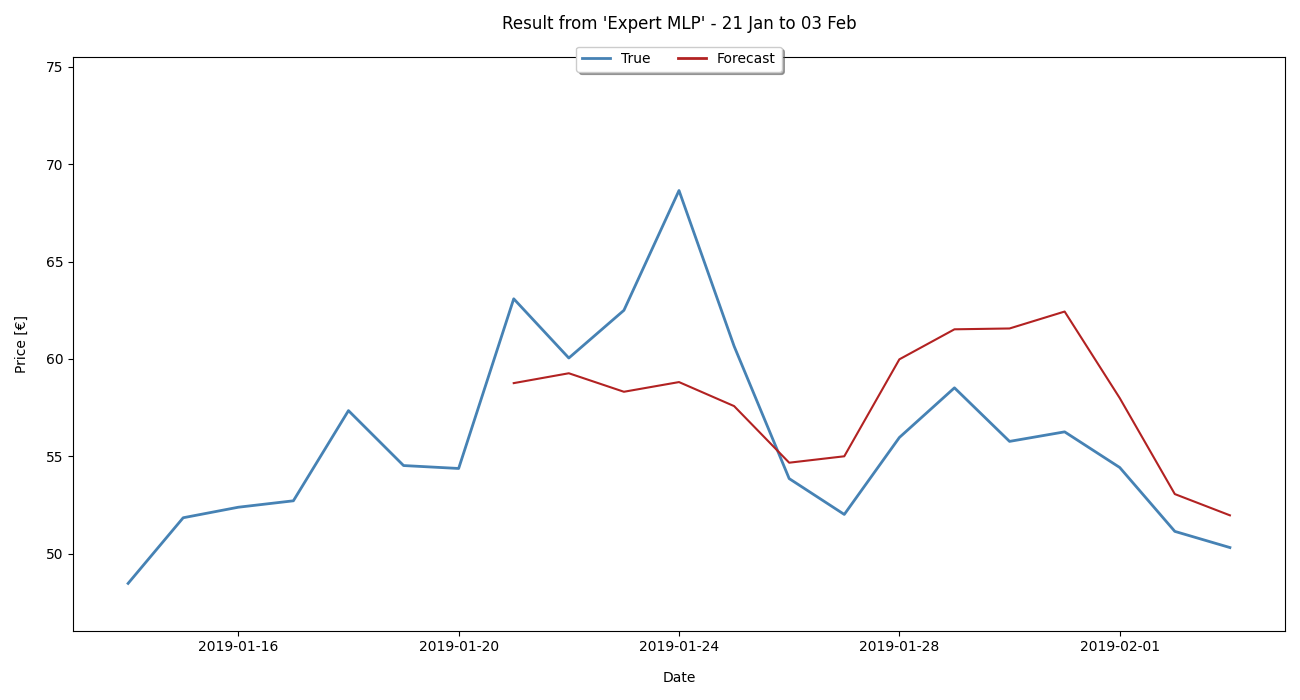 Result from 'Expert MLP' - 21 Jan to 03 Feb
True Forecast
75
70
65
60
55
50
Price [€]
2019-01-16 2019-01-20 2019-01-24 2019-01-28 2019-02-01
Date